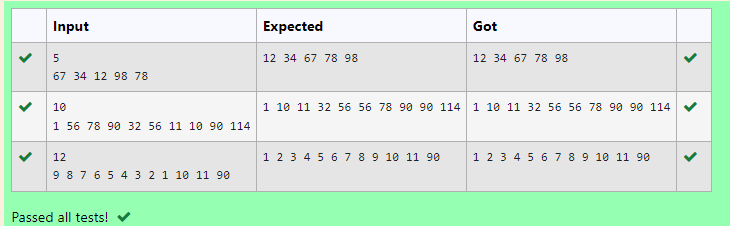 Input Expected Got
5
67 34 12 98 78
12 34 67 78 98
12 34 67 78 98
10
1 56 78 90 32 56 11 10 90 114
1 10 11 32 56 56 78 90 90 114
1 10 11 32 56 56 78 90 90 114
12
9 8 7 6 5 4 3 2 1 10 11 90
1 2 3 4 5 6 7 8 9 10 11 90
1 2 3 4 5 6 7 8 9 10 11 90
Passed all tests!